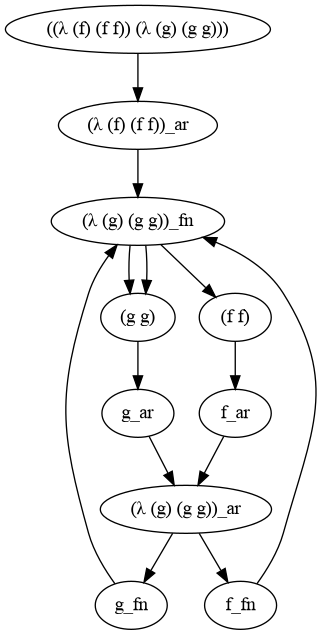 ((λ (f) (f f)) (λ (g) (g g)))
(λ (f) (f f))_ar
(λ (g) (g g))_fn
(g g)
(f f)
g_ar
f_ar
(λ (g) (g g))_ar
g_fn
f_fn